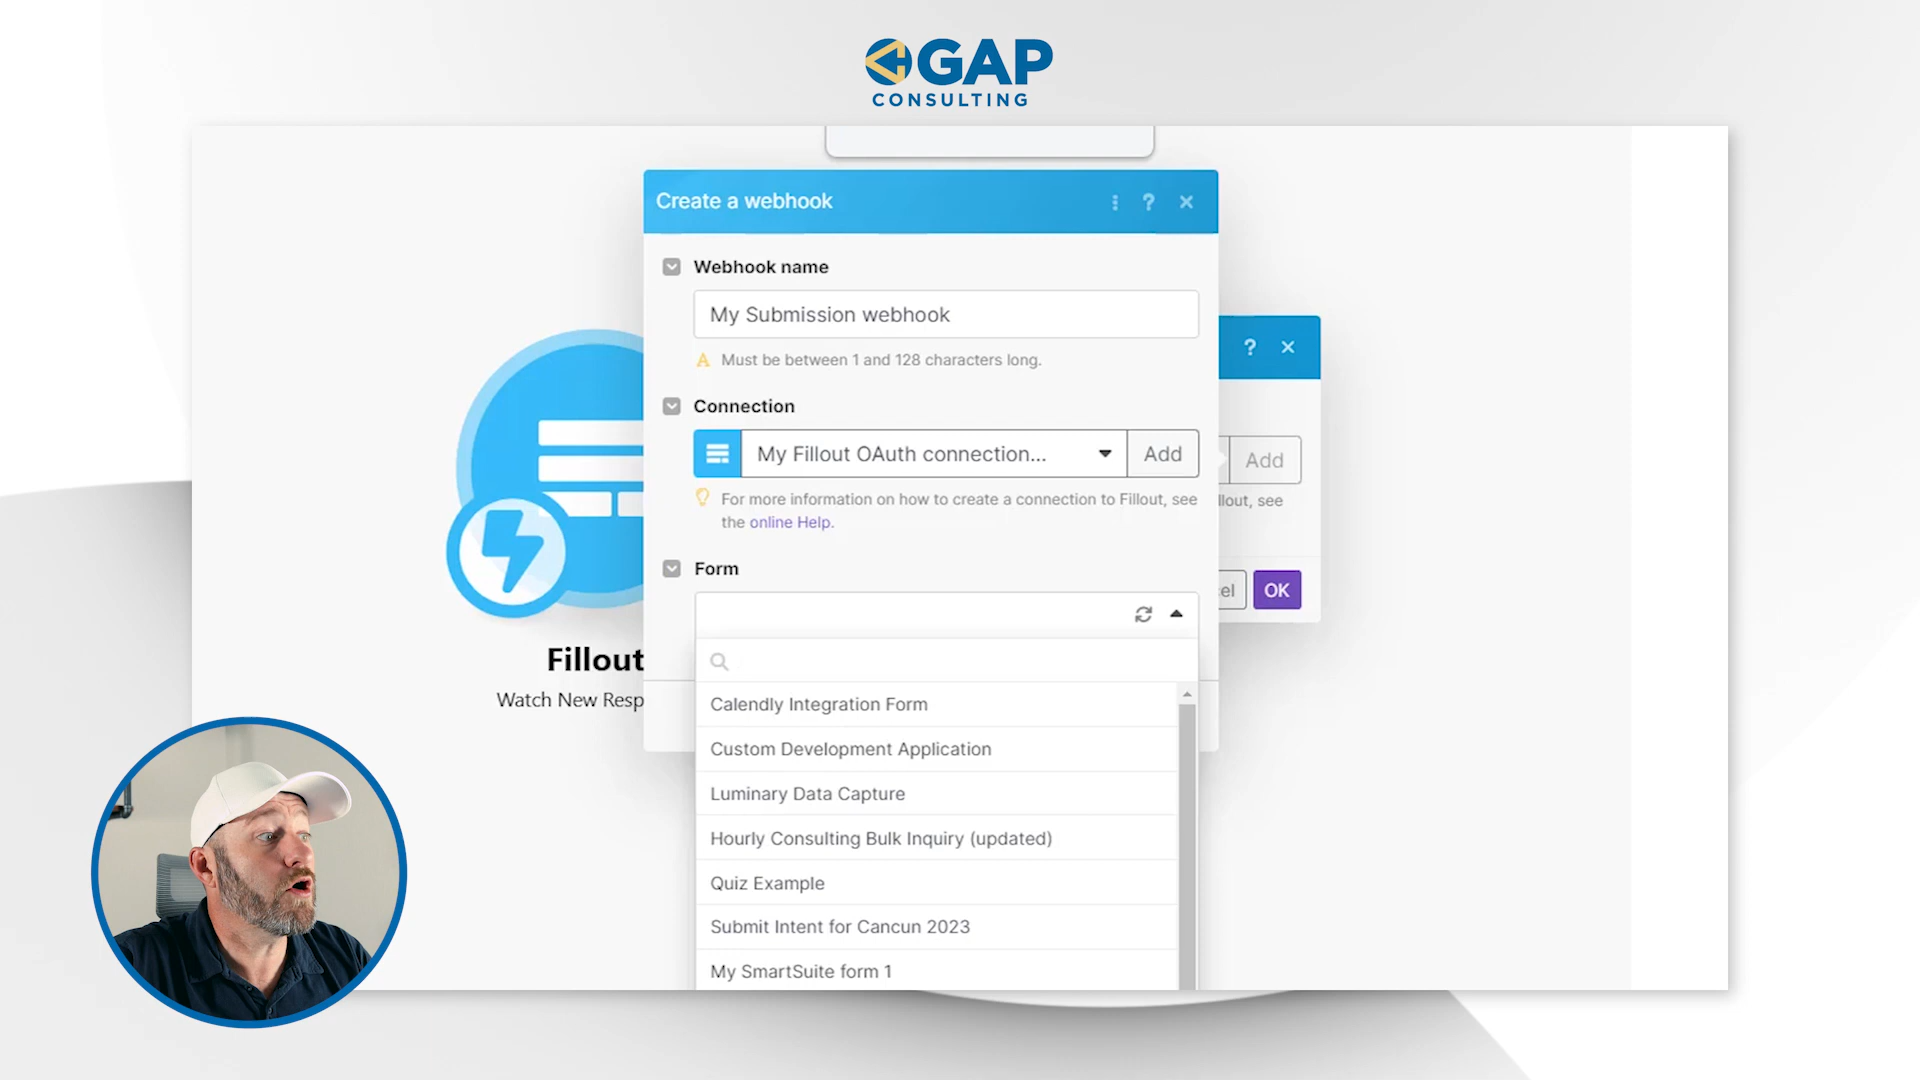 GAP
CONSULTING
Create a webhook
?
Webhook name
My Submission webhook
Must be between 1 and 128 characters long.
Connection
My Fillout OAuth connection...
Add
For more information on how to create a connection to Fillout, see
the online Help.
Form
Calendly Integration Form
Custom Development Application
Luminary Data Capture
Hourly Consulting Bulk Inquiry (updated)
Quiz Example
Submit Intent for Cancun 2023
My SmartSuite form 1
?
Add
llout, see
el
OK
Fillout
Watch New Resp